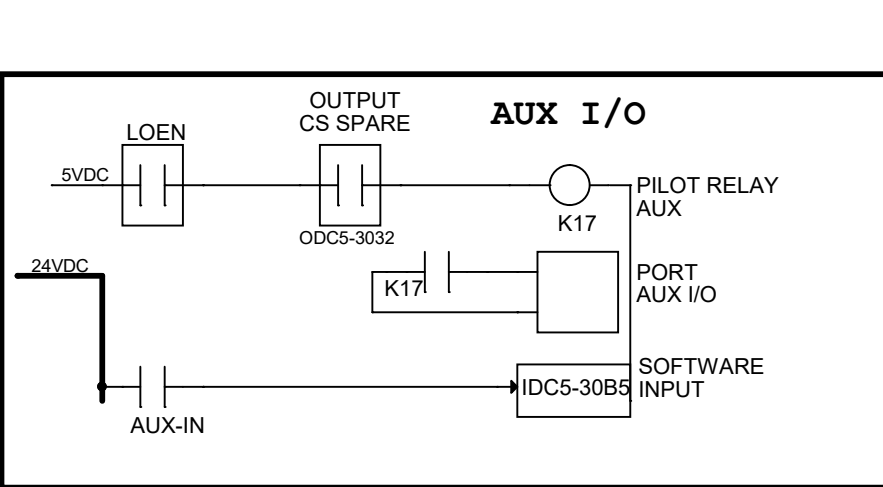 OUTPUT
CS SPARE
AUX I/O
LOEN
5VDC
ODC5-3032
K17
PILOT RELAY
AUX
24VDC
K17
PORT
AUX I/O
AUX-IN
IDC5-30B5
SOFTWARE
INPUT